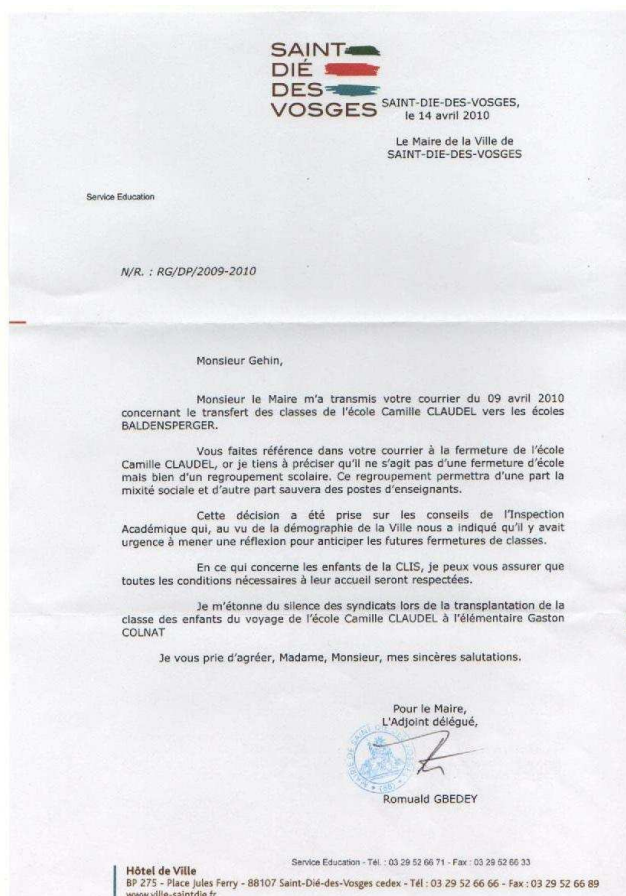 SAINT
DIÉ
DES
VOSGES
SAINT-DIE-DES-VOSGES,
le 14 avril 2010
Le Maire de la Ville de
SAINT-DIE-DES-VOSGES
Service Education
N/R. : RG/DP/2009-2010
Monsieur Gehin,
Monsieur le Maire m'a transmis votre courrier du 09 avril 2010
concernant le transfert des classes de l'école Camille CLAUDEL vers les écoles
BALDENSPERGER.
Vous faites référence dans votre courrier à la fermeture de l'école
Camille CLAUDEL, or je tiens à préciser qu'il ne s'agit pas d'une fermeture d'école
mais bien d'un regroupement scolaire. Ce regroupement permettra d'une part la
mixité sociale et d'autre part sauvera des postes d'enseignants.
Cette décision a été prise sur les conseils de l'Inspection
Académique qui, au vu de la démographie de la Ville nous a indiqué qu'il y avait
urgence à mener une réflexion pour anticiper les futures fermetures de classes.
En ce qui concerne les enfants de la CLIS, je peux vous assurer que
toutes les conditions nécessaires à leur accueil seront respectées.
Je m'étonne du silence des syndicats lors de la transplantation de la
classe des enfants du voyage de l'école Camille CLAUDEL à l'élémentaire Gaston
COLNAT
Je vous prie d'agréer, Madame, Monsieur, mes sincères salutations.
Pour le Maire,
L'Adjoint délégué,
Romuald GBEDEY
Service Education - Tél. : 03 29 52 66 71 - Fax : 03 29 52 66 33
Hôtel de Ville
BP 275 - Place Jules Ferry - 88107 Saint-Dié-des-Vosges cedex - Tél : 03 29 52 66 66 - Fax : 03 29 52 66 89
www.ville-saintdie.fr